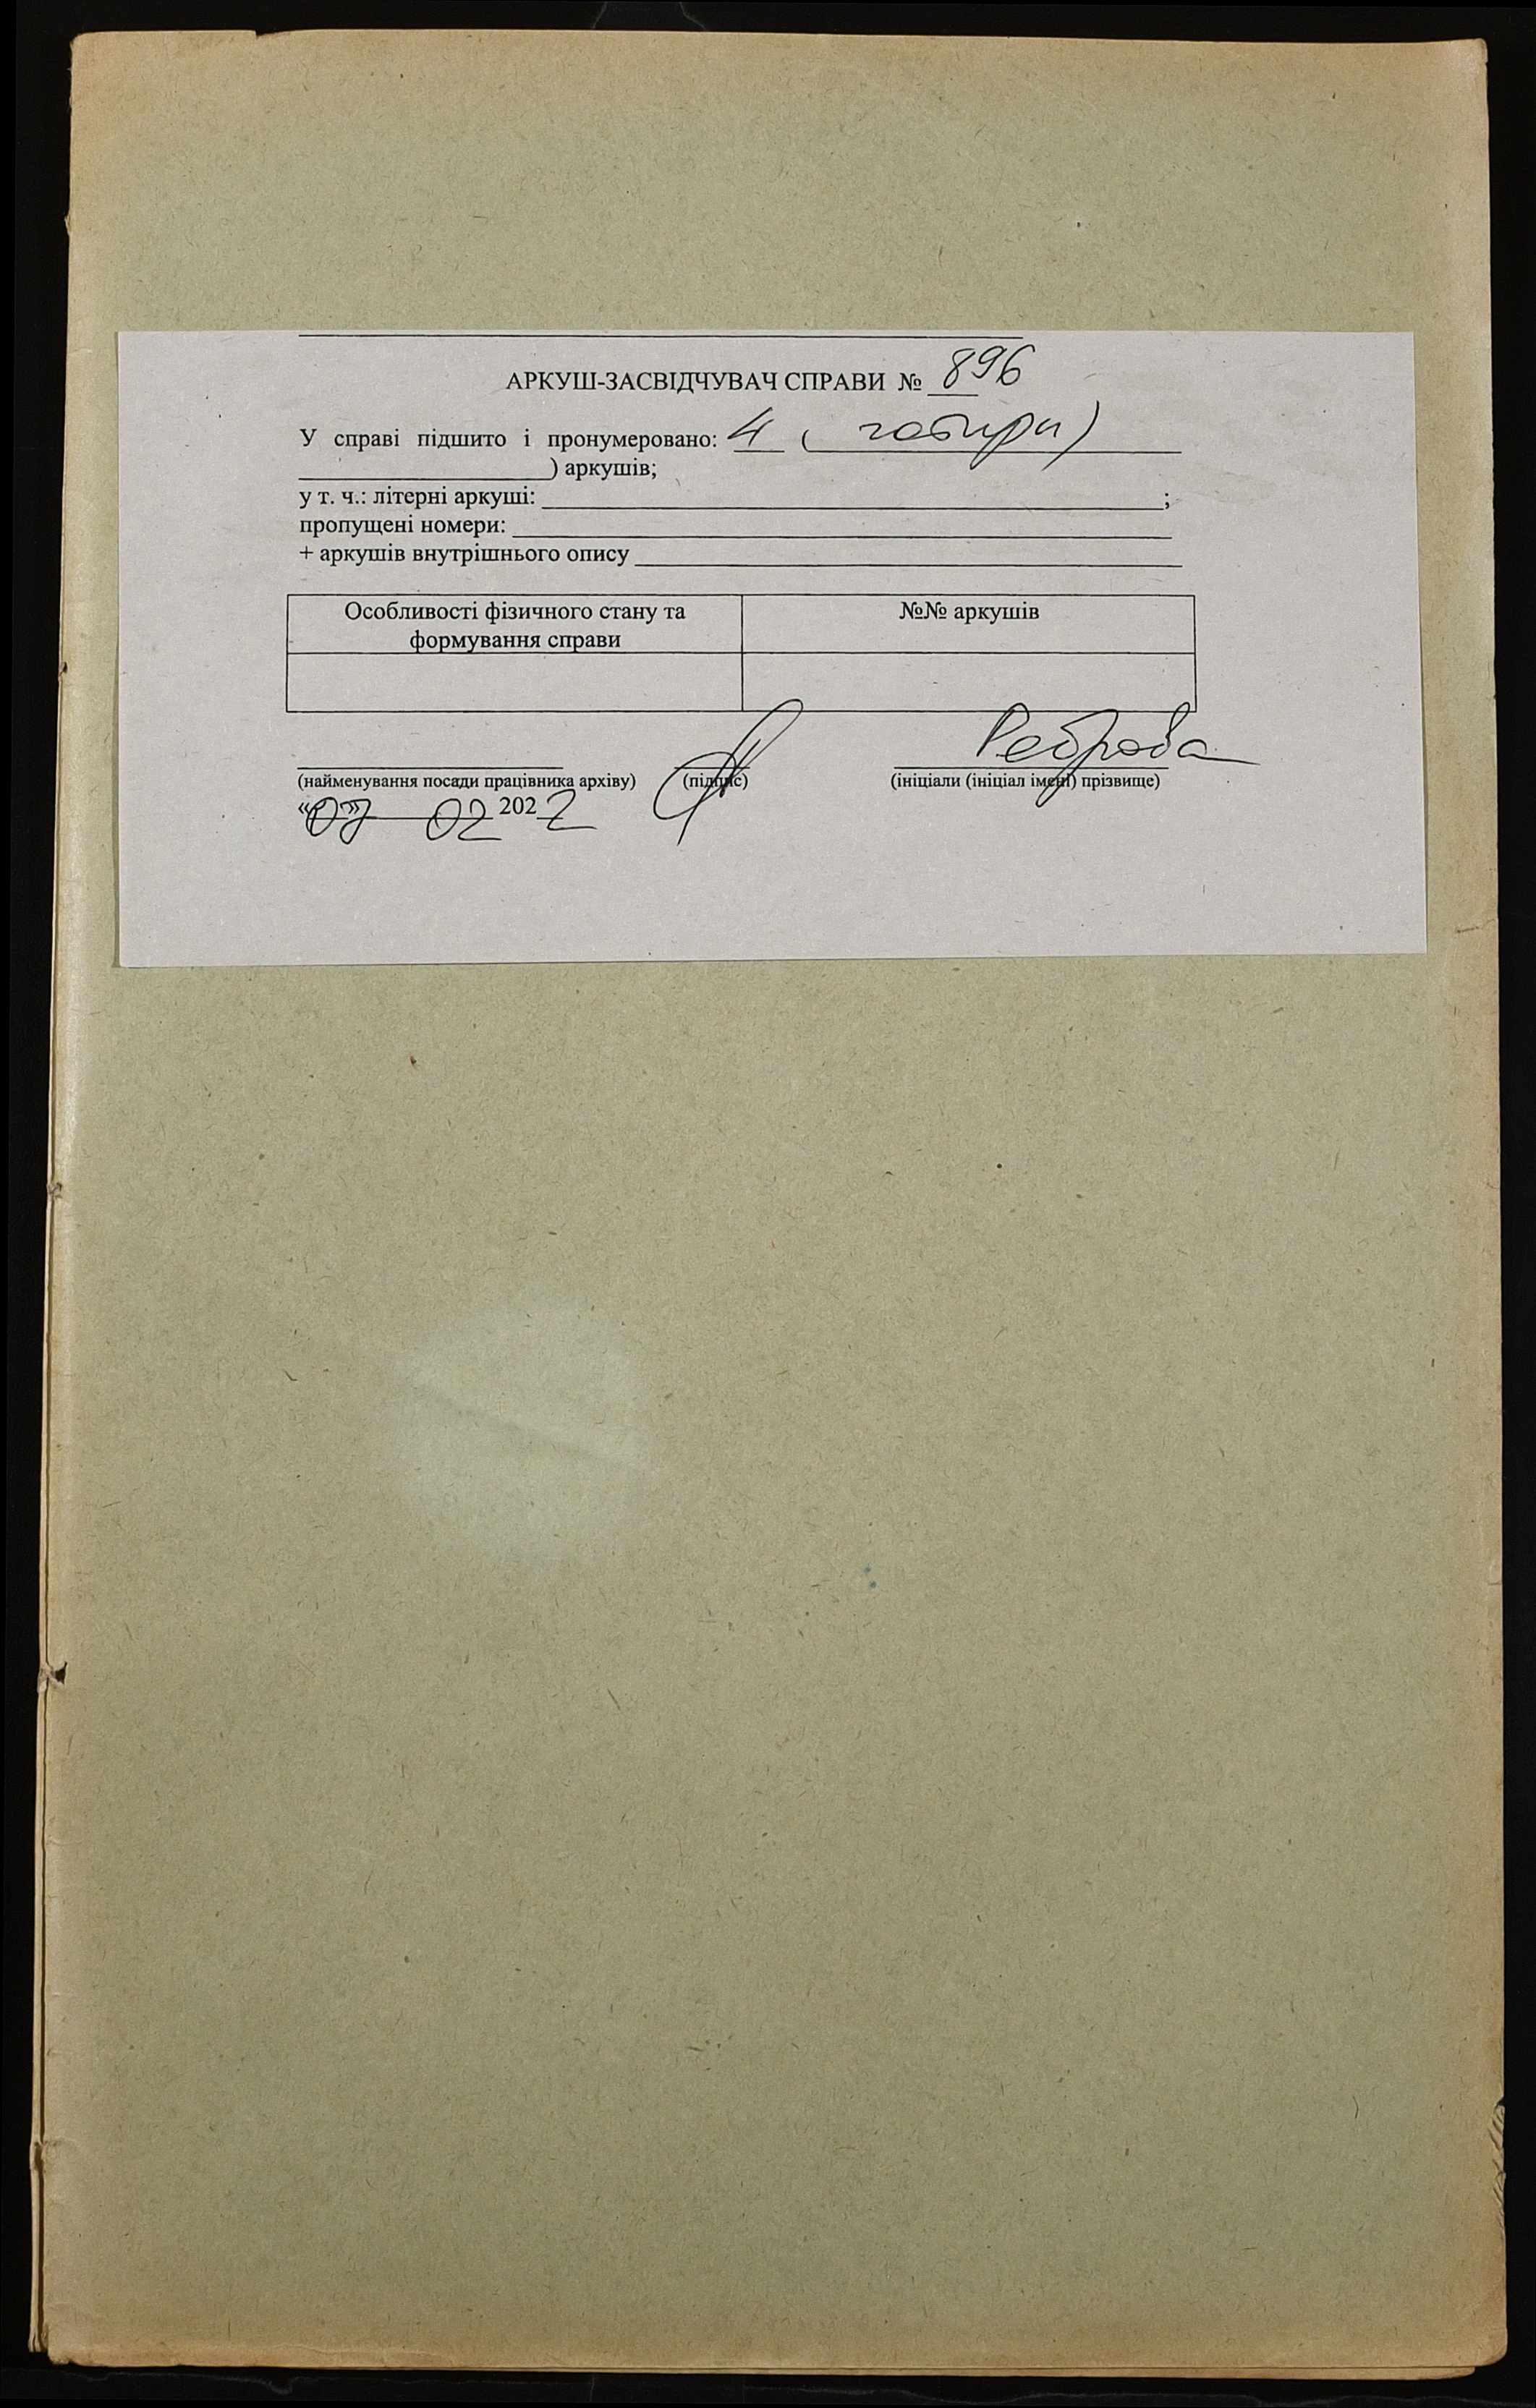 АРКУШ-ЗАСВІДЧУВАЧ СПРАВИ № 896
У справі підшито і пронумеровано: 4 ( чотири)
) аркушів;
у т. ч.: літерні аркуші: ;
пропущені номери:
+ аркушів внутрішнього опису
Особливості фізичного стану та формування справи
№№ аркушів
Реброва
(найменування посади працівника архіву) (підпис) (ініціали (ініціал імені) прізвище)
«07» 02 2022